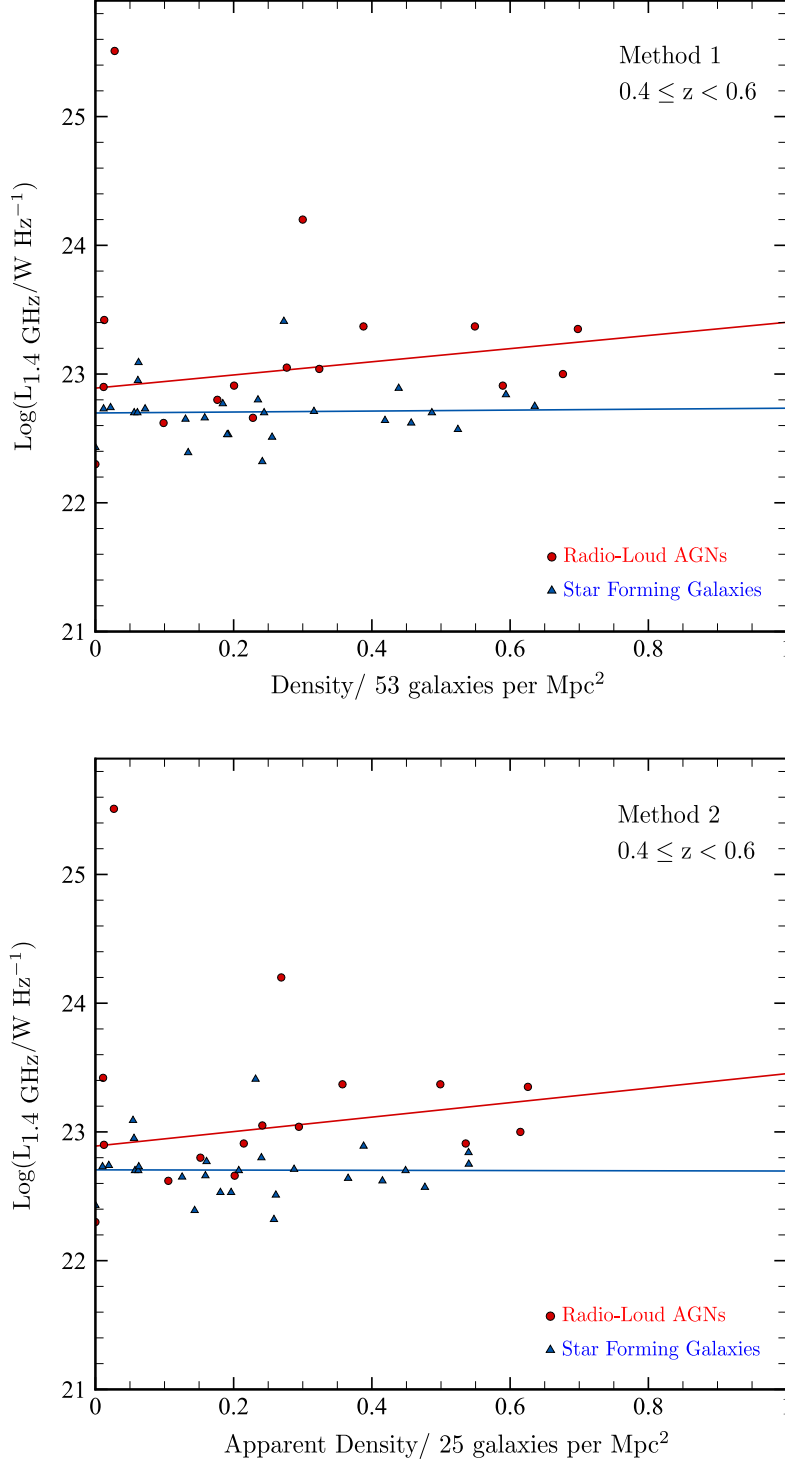 Method 1
0.4 ≤ z < 0.6
25
24
23
22
21
Log(L1.4 GHz/W Hz−1)
Radio-Loud AGNs
Star Forming Galaxies
0 0.2 0.4 0.6 0.8 1
Density/ 53 galaxies per Mpc2
Method 2
0.4 ≤ z < 0.6
25
24
23
22
21
Log(L1.4 GHz/W Hz−1)
Radio-Loud AGNs
Star Forming Galaxies
0 0.2 0.4 0.6 0.8 1
Apparent Density/ 25 galaxies per Mpc2